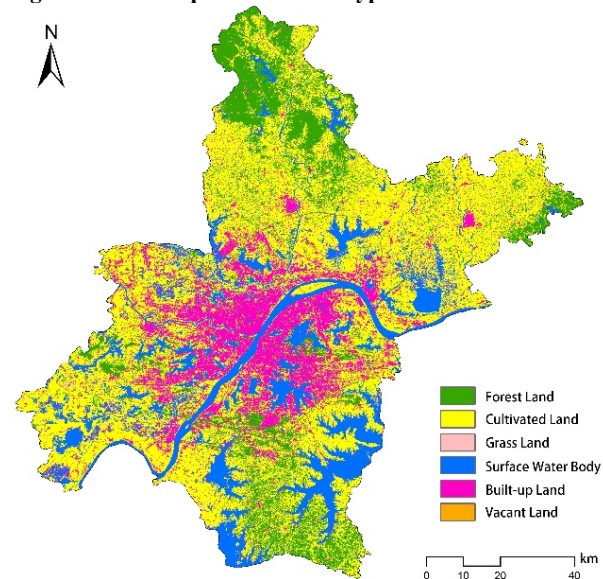 N
Forest Land
Cultivated Land
Grass Land
Surface Water Body
Built-up Land
Vacant Land
km
0 10 20 40